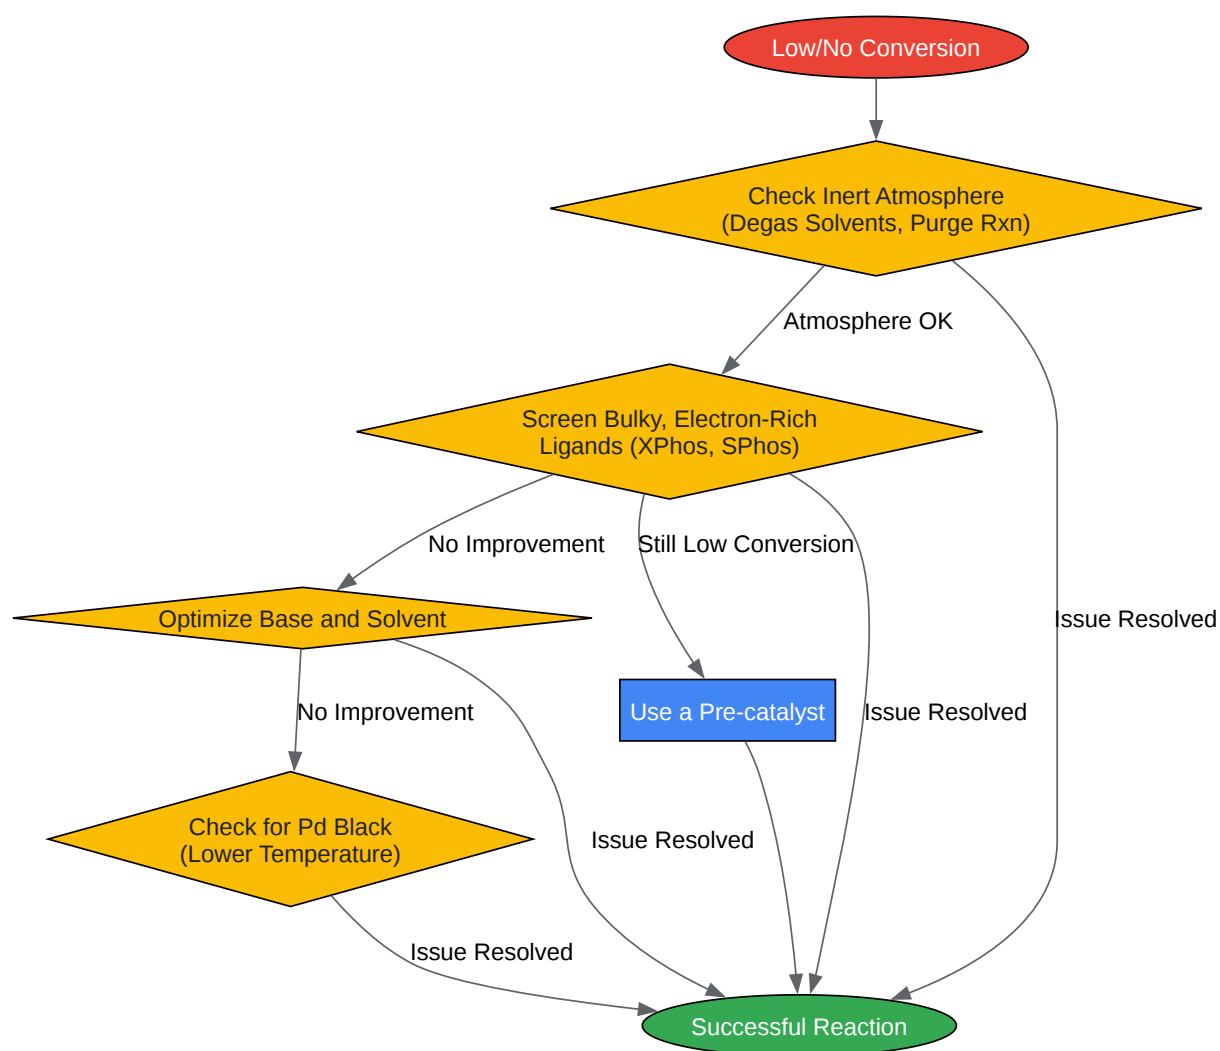 Low/No Conversion
Check Inert Atmosphere
(Degas Solvents, Purge Rxn)
Atmosphere OK
Screen Bulky, Electron-Rich
Ligands (XPhos, SPhos)
No Improvement
Still Low Conversion
Optimize Base and Solvent
Issue Resolved
No Improvement
Use a Pre-catalyst
Issue Resolved
Check for Pd Black
(Lower Temperature)
Issue Resolved
Issue Resolved
Successful Reaction